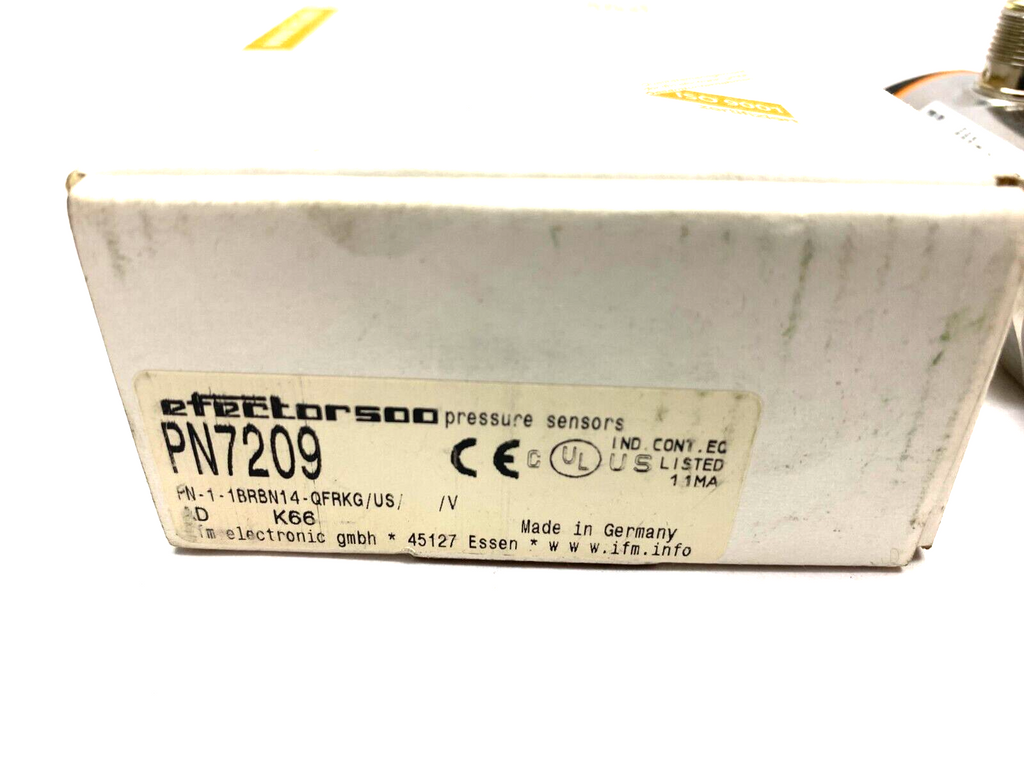 ISO 9001
efector500 pressure sensors
PN7209
C UL US
IND. CONT. EQ
LISTED
11MA
PN-1-1BRBN14-QFRKG/US/ /V
AD K66
Made in Germany
ifm electronic gmbh * 45127 Essen * w w w.ifm.info